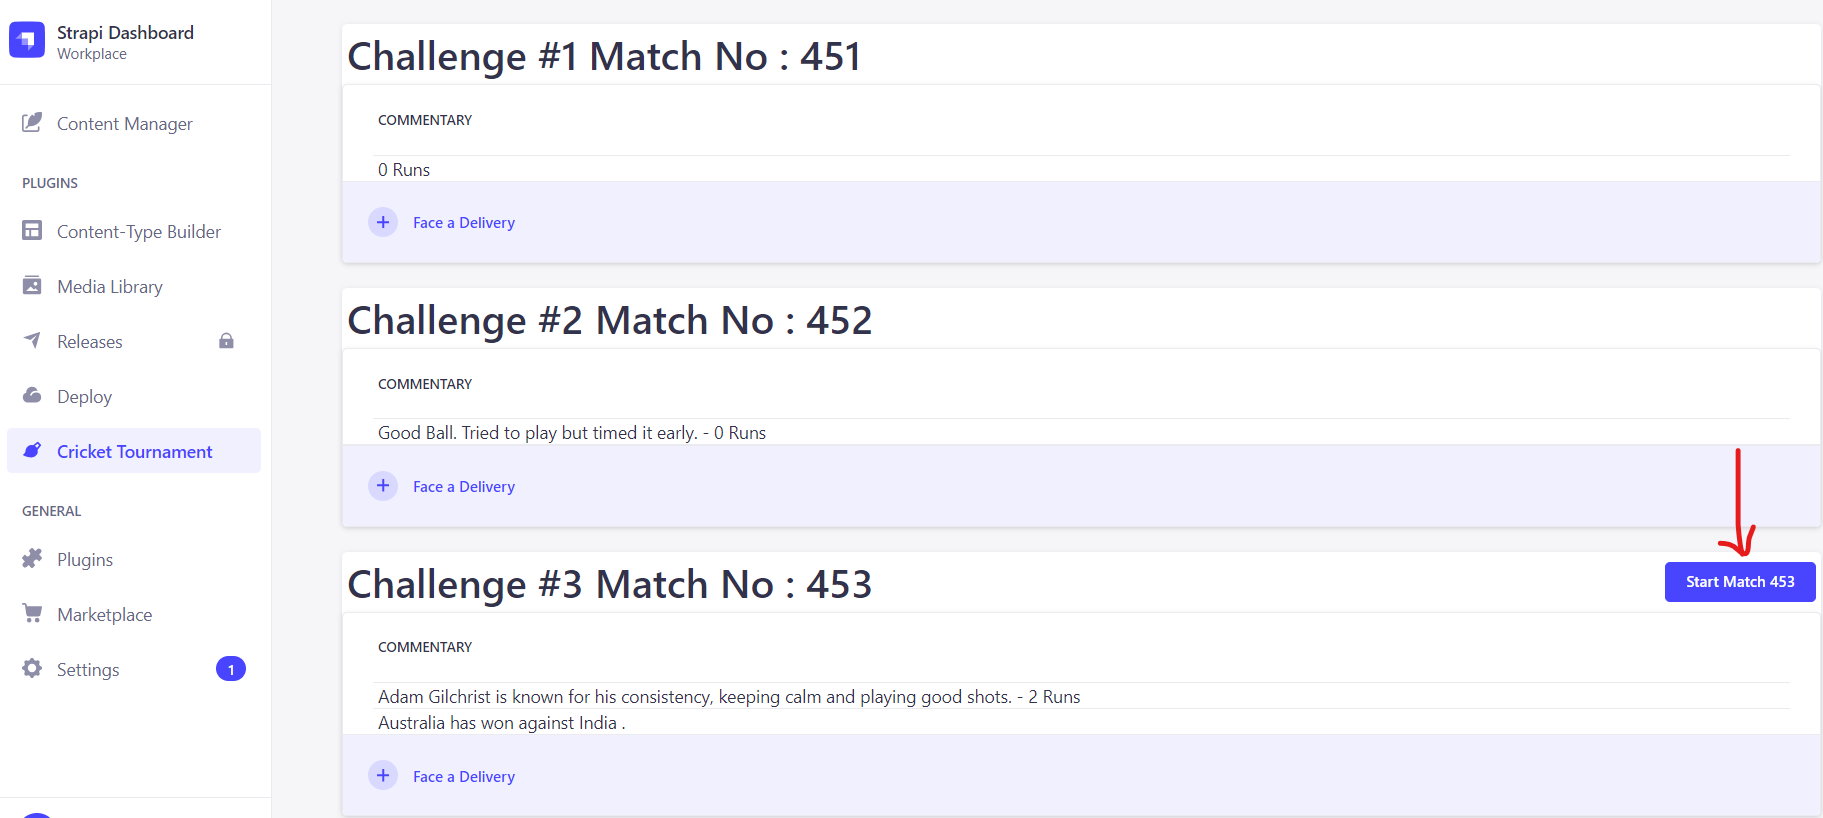 Strapi Dashboard
Workplace
Content Manager
PLUGINS
Content-Type Builder
Media Library
Releases
Deploy
Cricket Tournament
GENERAL
Plugins
Marketplace
Settings
1
Challenge #1 Match No : 451
COMMENTARY
0 Runs
Face a Delivery
Challenge #2 Match No : 452
COMMENTARY
Good Ball. Tried to play but timed it early. - 0 Runs
Face a Delivery
Challenge #3 Match No : 453
Start Match 453
COMMENTARY
Adam Gilchrist is known for his consistency, keeping calm and playing good shots. - 2 Runs
Australia has won against India .
Face a Delivery